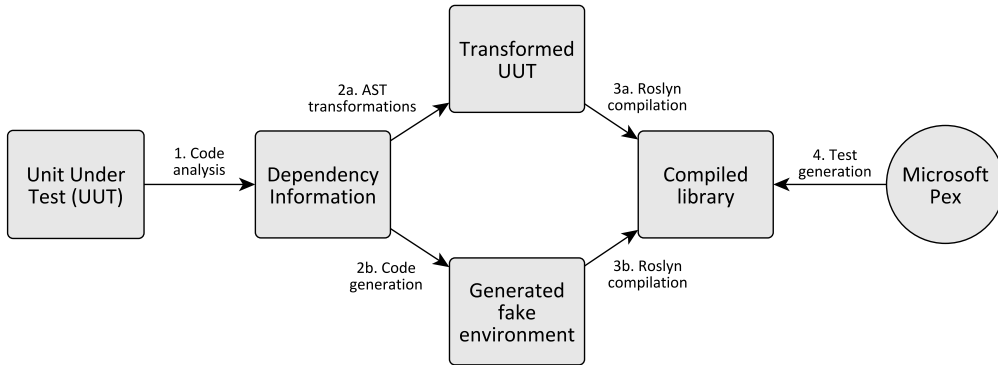 Unit Under
Test (UUT)
1. Code
analysis
Dependency
Information
2a. AST
transformations
Transformed
UUT
2b. Code
generation
Generated
fake
environment
3a. Roslyn
compilation
3b. Roslyn
compilation
Compiled
library
4. Test
generation
Microsoft
Pex